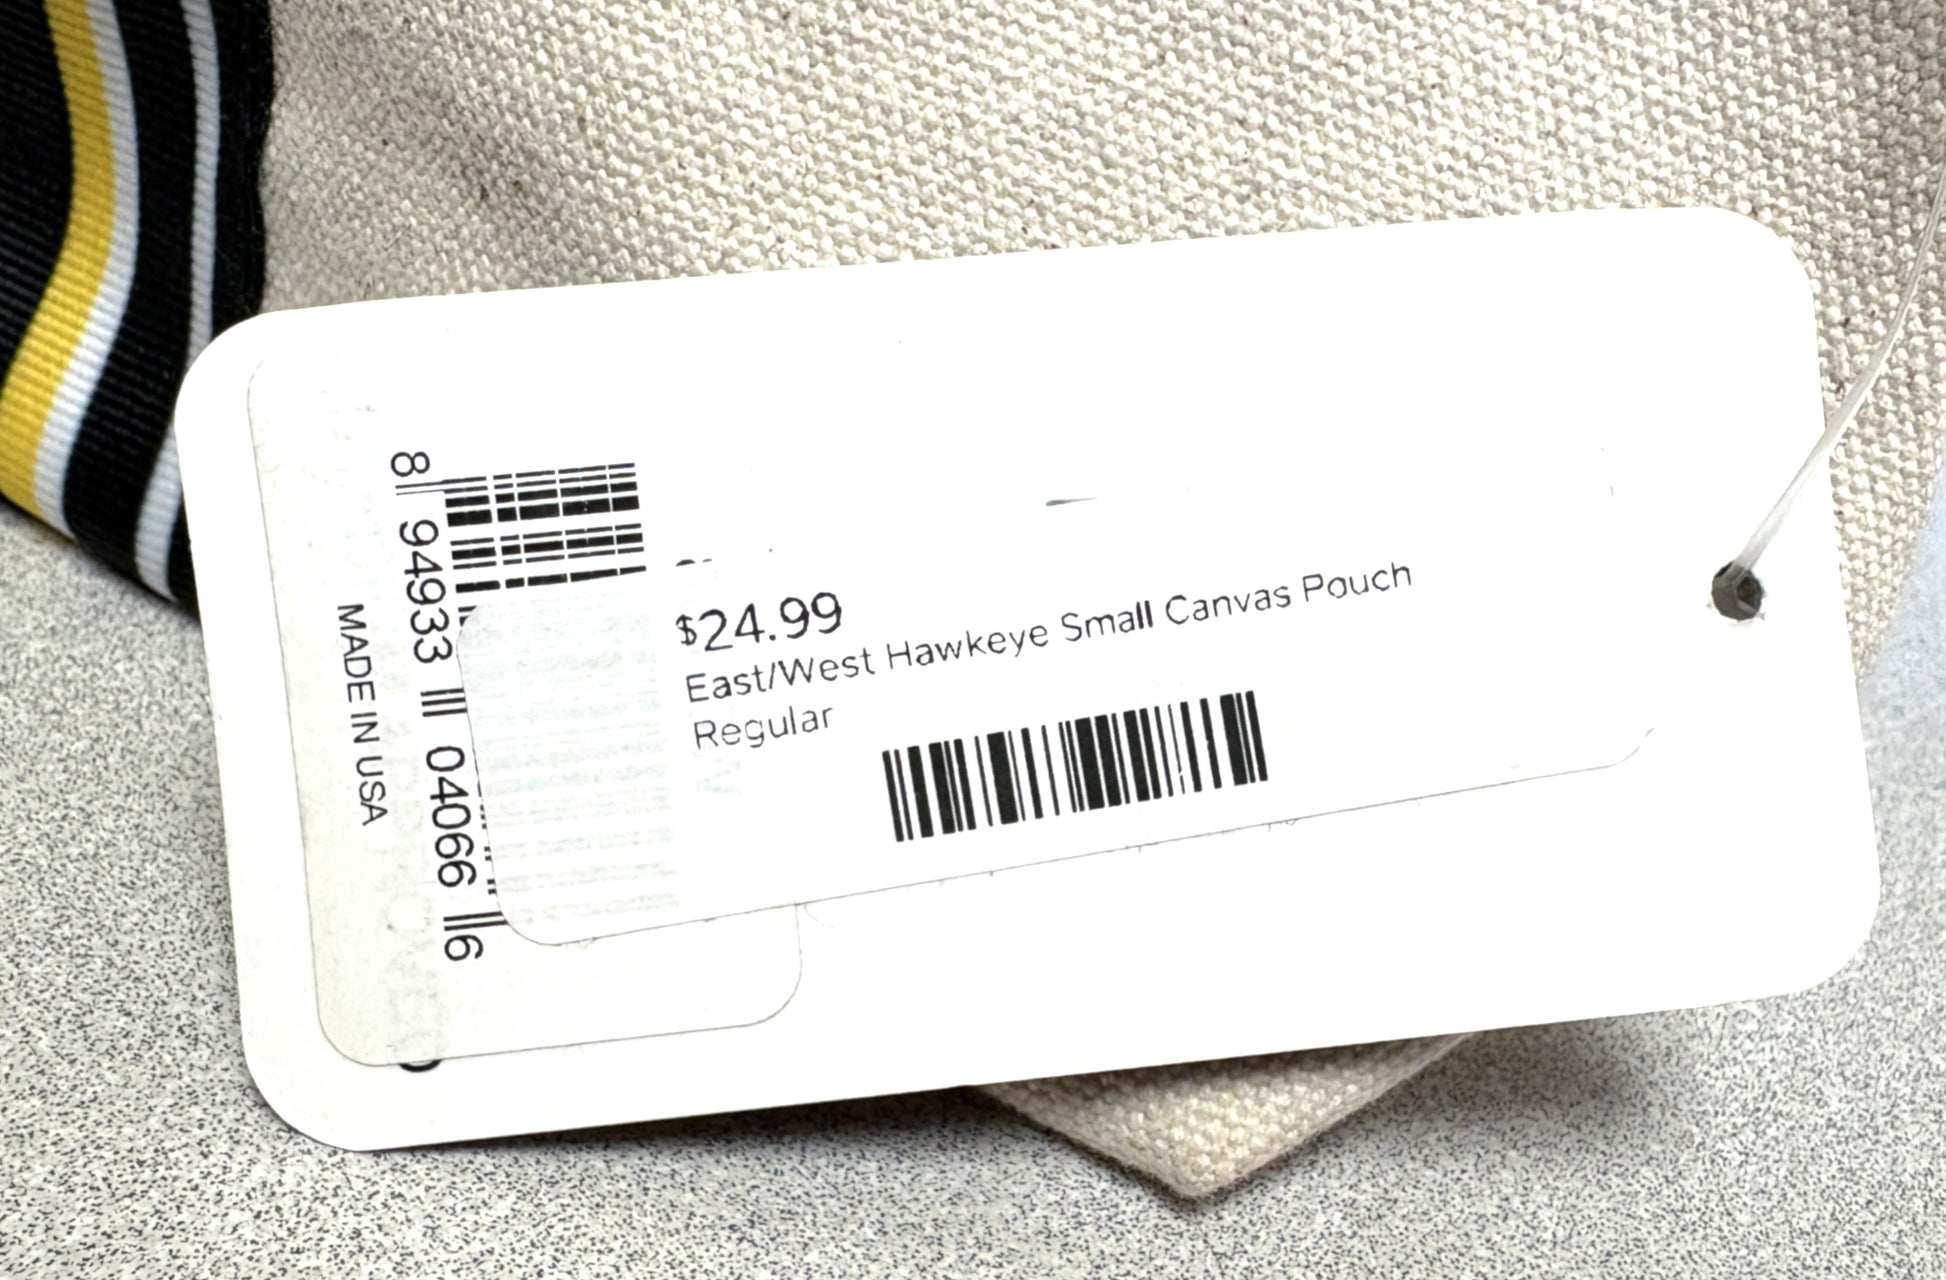 $24.99
East/West Hawkeye Small Canvas Pouch
Regular
8 94933 04066 6
MADE IN USA